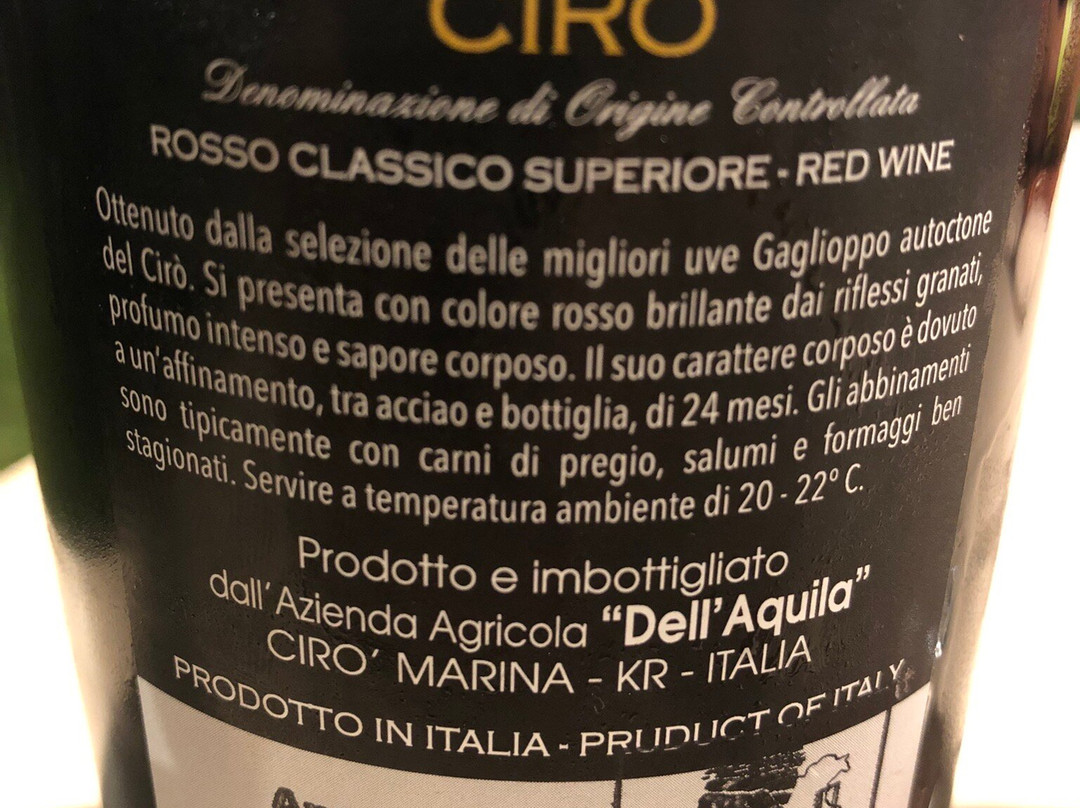 CIRÒ
Denominazione di Origine Controllata
ROSSO CLASSICO SUPERIORE - RED WINE
Ottenuto dalla selezione delle migliori uve Gaglioppo autoctone
del Cirò. Si presenta con colore rosso brillante dai riflessi granati,
profumo intenso e sapore corposo. Il suo carattere corposo è dovuto
a un'affinamento, tra acciao e bottiglia, di 24 mesi. Gli abbinamenti
sono tipicamente con carni di pregio, salumi e formaggi ben
stagionati. Servire a temperatura ambiente di 20 - 22° C.
Prodotto e imbottigliato
dall'Azienda Agricola "Dell'Aquila"
CIRO' MARINA - KR - ITALIA
PRODOTTO IN ITALIA - PRUDUCT OF ITALY